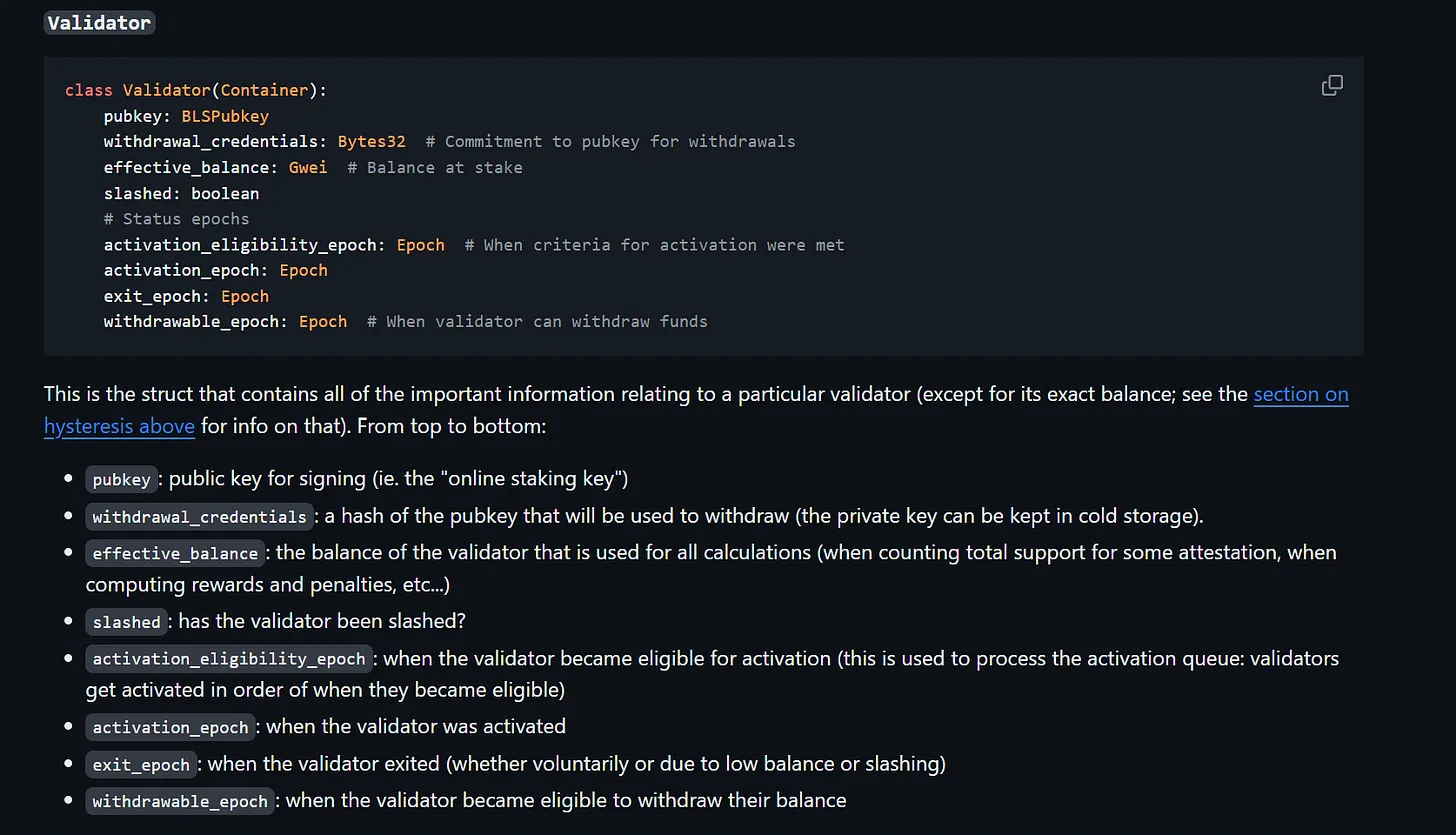 Validator
class Validator(Container):
    pubkey: BLSPubkey
    withdrawal_credentials: Bytes32  # Commitment to pubkey for withdrawals
    effective_balance: Gwei  # Balance at stake
    slashed: boolean
    # Status epochs
    activation_eligibility_epoch: Epoch  # When criteria for activation were met
    activation_epoch: Epoch
    exit_epoch: Epoch
    withdrawable_epoch: Epoch  # When validator can withdraw funds
This is the struct that contains all of the important information relating to a particular validator (except for its exact balance; see the section on
hysteresis above for info on that). From top to bottom:
• pubkey: public key for signing (ie. the "online staking key")
• withdrawal_credentials: a hash of the pubkey that will be used to withdraw (the private key can be kept in cold storage).
• effective_balance: the balance of the validator that is used for all calculations (when counting total support for some attestation, when
computing rewards and penalties, etc...)
• slashed: has the validator been slashed?
• activation_eligibility_epoch: when the validator became eligible for activation (this is used to process the activation queue: validators
get activated in order of when they became eligible)
• activation_epoch: when the validator was activated
• exit_epoch: when the validator exited (whether voluntarily or due to low balance or slashing)
• withdrawable_epoch: when the validator became eligible to withdraw their balance